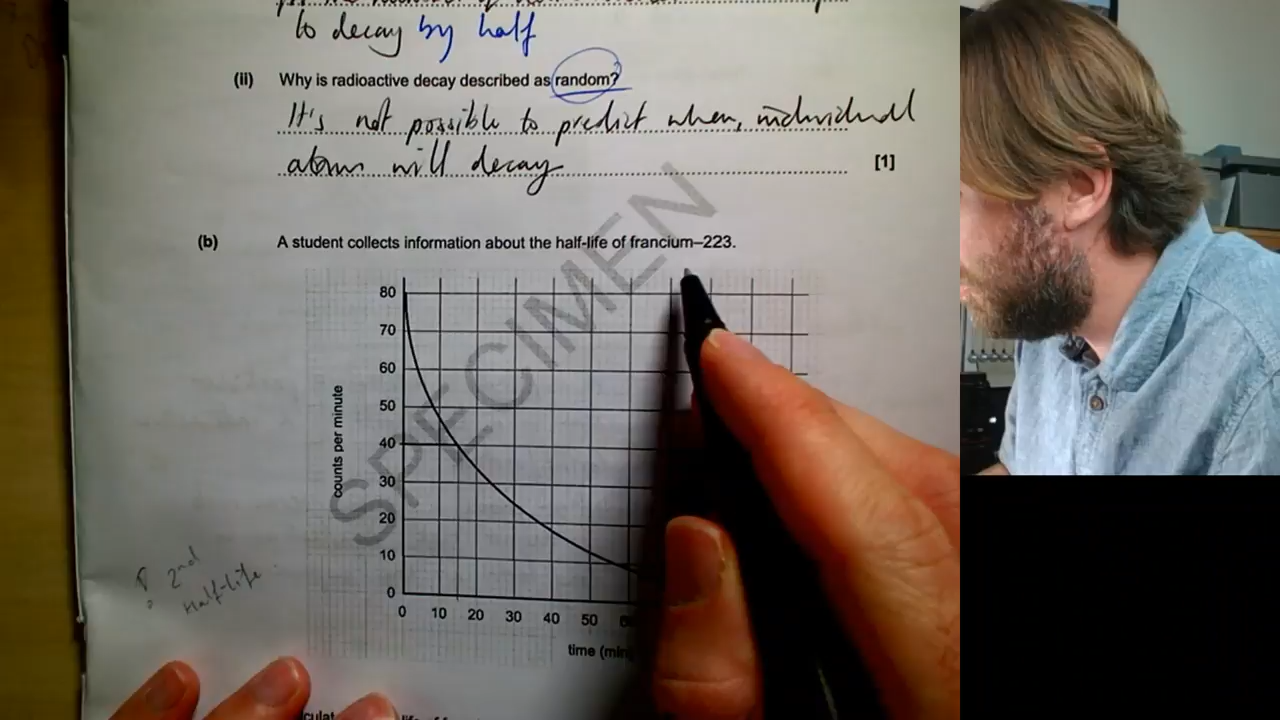 to decay by half
(ii) Why is radioactive decay described as random?
It's not possible to predict when, individual
atoms will decay
[1]
(b) A student collects information about the half-life of francium–223.
SPECIMEN
80
70
60
50
40
30
20
10
0
counts per minute
0 10 20 30 40 50
time (min
2nd
Half-life